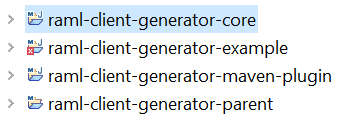 raml-client-generator-core
raml-client-generator-example
raml-client-generator-maven-plugin
raml-client-generator-parent